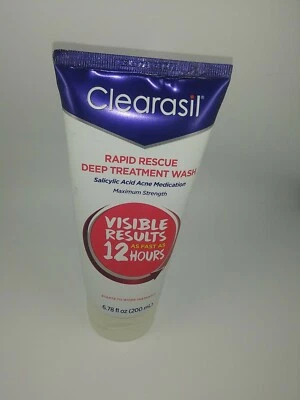 Clearasil®
RAPID RESCUE
DEEP TREATMENT WASH
Salicylic Acid Acne Medication
Maximum Strength
VISIBLE
RESULTS
AS FAST AS
12 HOURS
6.78 fl oz (200 mL)